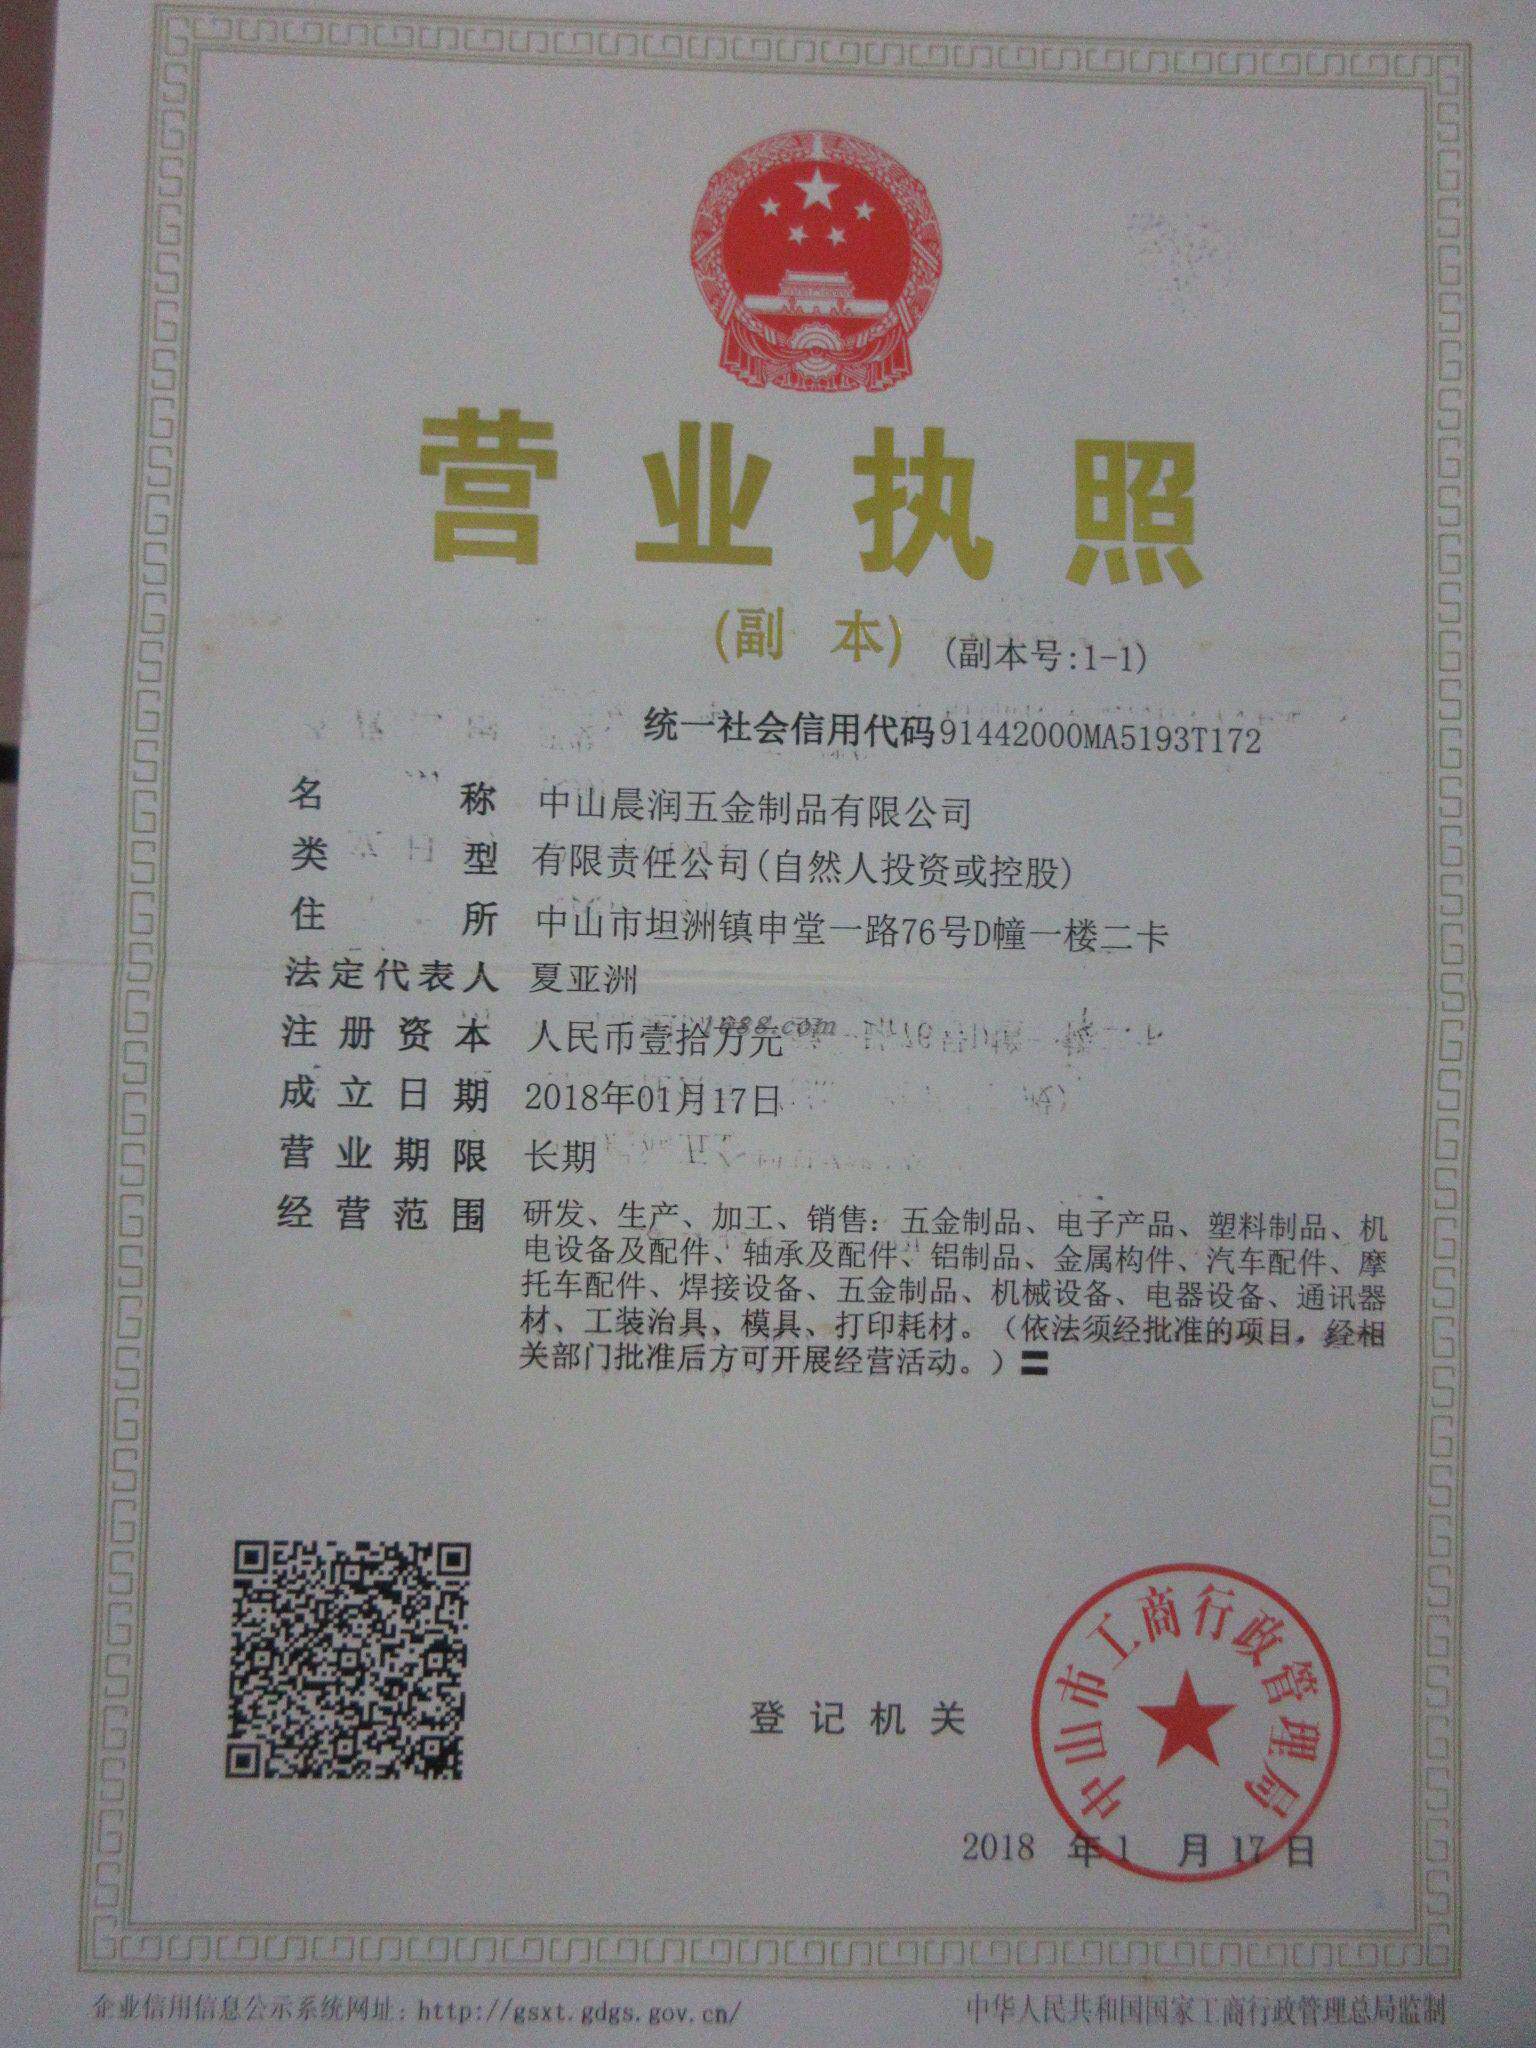 营业执照
(副 本) (副本号:1-1)
统一社会信用代码91442000MA5193T172
名称 中山晨润五金制品有限公司
类型 有限责任公司(自然人投资或控股)
住所 中山市坦洲镇申堂一路76号D幢一楼二卡
法定代表人 夏亚洲
注册资本 人民币壹拾万元
1688.com
成立日期 2018年01月17日
营业期限 长期
经营范围 研发、生产、加工、销售：五金制品、电子产品、塑料制品、机
电设备及配件、轴承及配件、铝制品、金属构件、汽车配件、摩
托车配件、焊接设备、五金制品、机械设备、电器设备、通讯器
材、工装治具、模具、打印耗材。（依法须经批准的项目，经相
关部门批准后方可开展经营活动。）〓
中山市工商行政管理局
登记机关
2018 年1 月17日
企业信用信息公示系统网址：http://gsxt.gdgs.gov.cn/
中华人民共和国国家工商行政管理总局监制